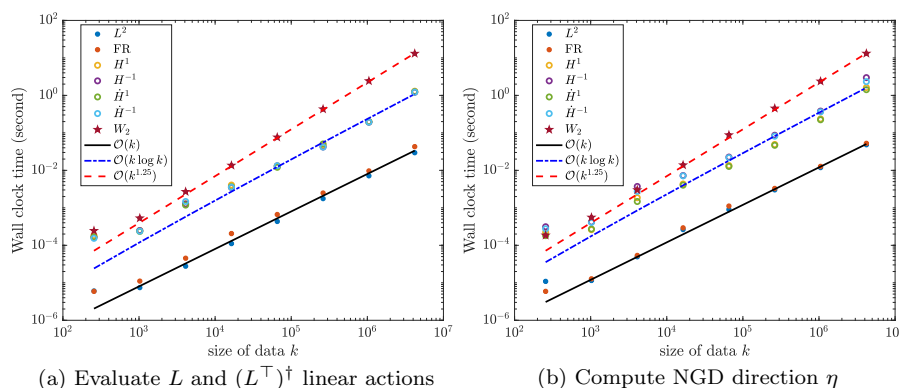 10^2
10^0
10^{-2}
10^{-4}
10^{-6}
Wall clock time (second)
L^2
FR
H^1
H^{-1}
\dot{H}^1
\dot{H}^{-1}
W_2
O(k)
O(k log k)
O(k^{1.25})
10^2 10^3 10^4 10^5 10^6 10^7
size of data k
(a) Evaluate L and (L^⊤)^† linear actions
10^2
10^0
10^{-2}
10^{-4}
10^{-6}
Wall clock time (second)
L^2
FR
H^1
H^{-1}
\dot{H}^1
\dot{H}^{-1}
W_2
O(k)
O(k log k)
O(k^{1.25})
10^2 10^3 10^4 10^5 10^6 10
size of data k
(b) Compute NGD direction η